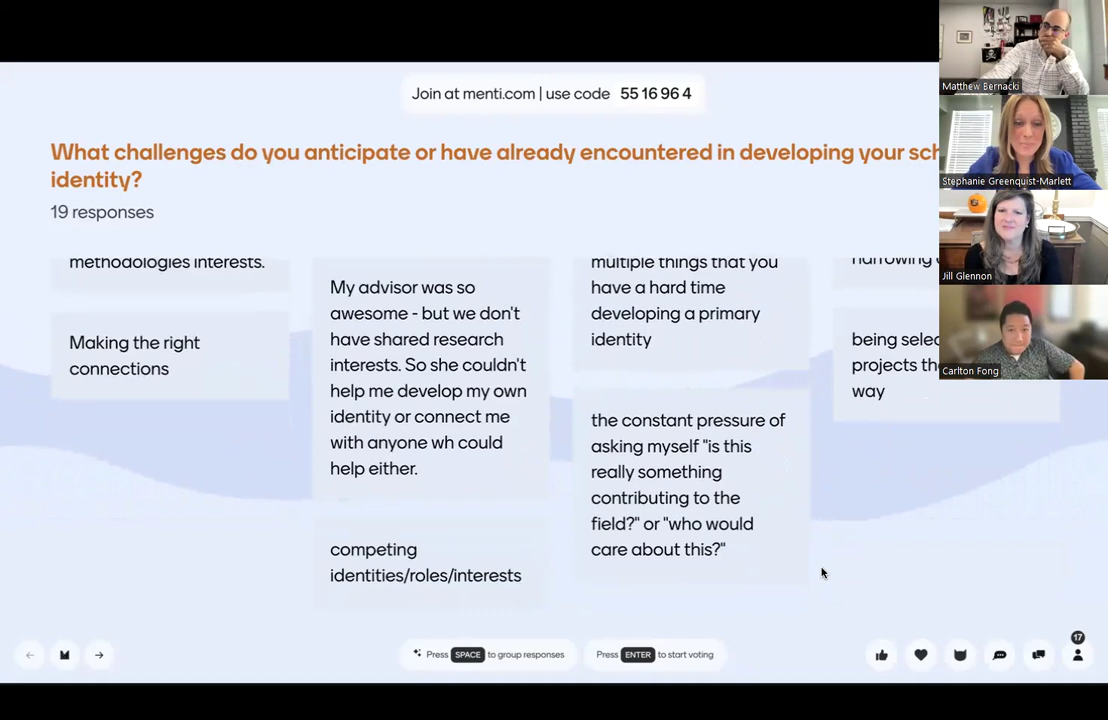 Join at menti.com | use code 55 16 96 4
What challenges do you anticipate or have already encountered in developing your
identity?
19 responses
methodologies interests.
Making the right
connections
My advisor was so
awesome - but we don't
have shared research
interests. So she couldn't
help me develop my own
identity or connect me
with anyone wh could
help either.
competing
identities/roles/interests
multiple things that you
have a hard time
developing a primary
identity
the constant pressure of
asking myself "is this
really something
contributing to the
field?" or "who would
care about this?"
narrowing
being
projects
way
Matthew Bernacki
Stephanie Greenquist-Marlett
Jill Glennon
Carlton Fong
Press SPACE to group responses
Press ENTER to start voting
17